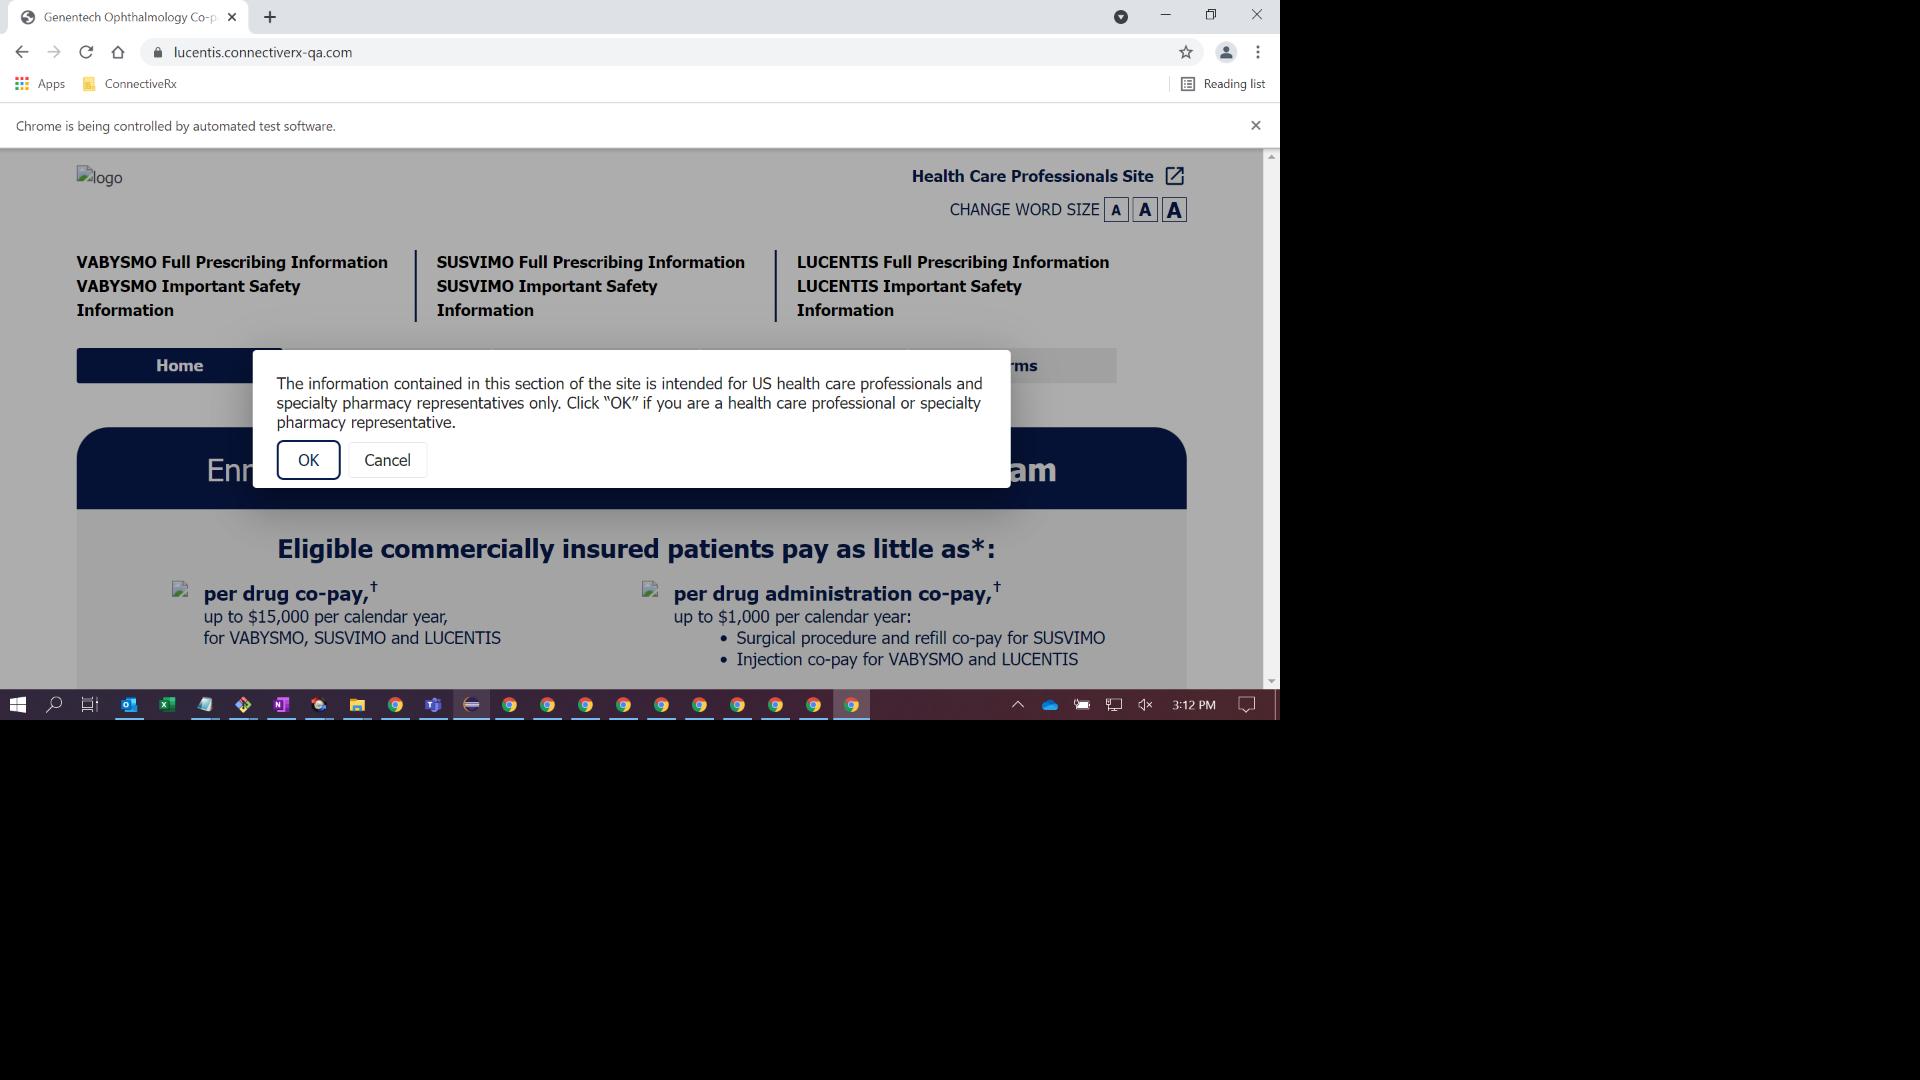 Genentech Ophthalmology Co-p
lucentis.connectiverx-qa.com
Apps
ConnectiveRx
Reading list
Chrome is being controlled by automated test software.
logo
Health Care Professionals Site
CHANGE WORD SIZE A A A
VABYSMO Full Prescribing Information
VABYSMO Important Safety
Information
SUSVIMO Full Prescribing Information
SUSVIMO Important Safety
Information
LUCENTIS Full Prescribing Information
LUCENTIS Important Safety
Information
Home
rms
The information contained in this section of the site is intended for US health care professionals and
specialty pharmacy representatives only. Click “OK” if you are a health care professional or specialty
pharmacy representative.
OK
Cancel
Enr
am
Eligible commercially insured patients pay as little as*:
per drug co-pay,†
up to $15,000 per calendar year,
for VABYSMO, SUSVIMO and LUCENTIS
per drug administration co-pay,†
up to $1,000 per calendar year:
• Surgical procedure and refill co-pay for SUSVIMO
• Injection co-pay for VABYSMO and LUCENTIS
3:12 PM